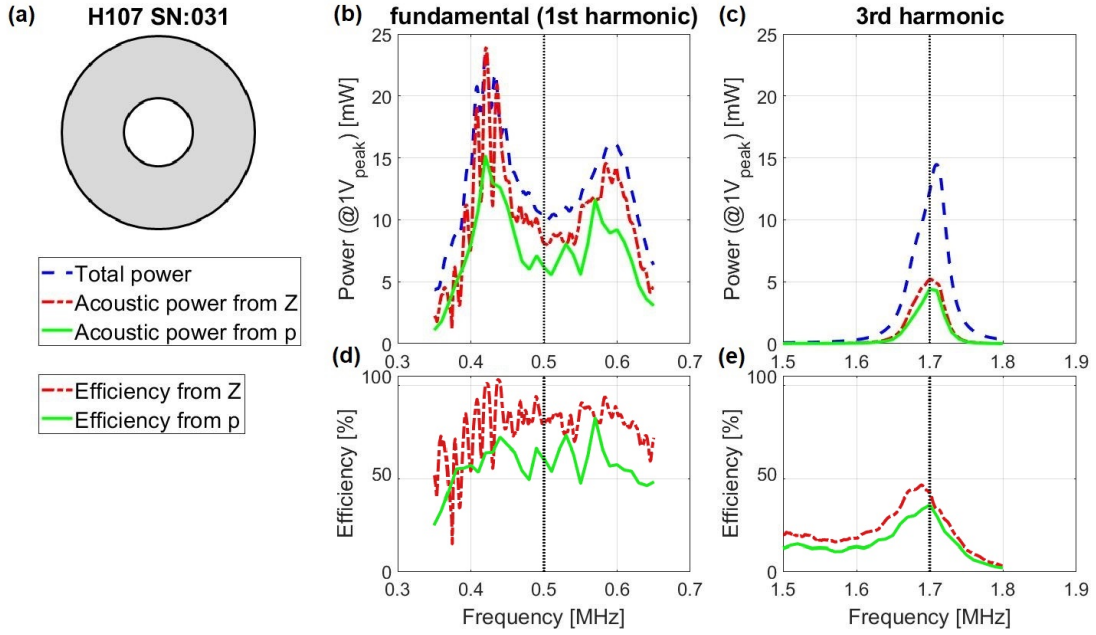 (a)
H107 SN:031
Total power
Acoustic power from Z
Acoustic power from p
Efficiency from Z
Efficiency from p
(b)
fundamental (1st harmonic)
Power (@1V_peak) [mW]
25
20
15
10
5
0
0.3 0.4 0.5 0.6 0.7
(c)
3rd harmonic
Power (@1V_peak) [mW]
25
20
15
10
5
0
1.5 1.6 1.7 1.8 1.9
(d)
Efficiency [%]
100
50
0
0.3 0.4 0.5 0.6 0.7
Frequency [MHz]
(e)
Efficiency [%]
100
50
0
1.5 1.6 1.7 1.8 1.9
Frequency [MHz]